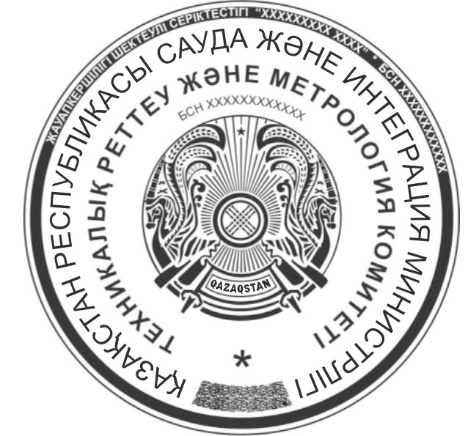 ЖАУАПКЕРШІЛІГІ ШЕКТЕУЛІ СЕРІКТЕСТІГІ "XXXXXXXXX XXXX" * БСН XXXXXXXXXXXX
ҚАЗАҚСТАН РЕСПУБЛИКАСЫ САУДА ЖӘНЕ ИНТЕГРАЦИЯ МИНИСТРЛІГІ
ТЕХНИКАЛЫҚ РЕТТЕУ ЖӘНЕ МЕТРОЛОГИЯ КОМИТЕТІ
БСН XXXXXXXXXXXX
QAZAQSTAN
*